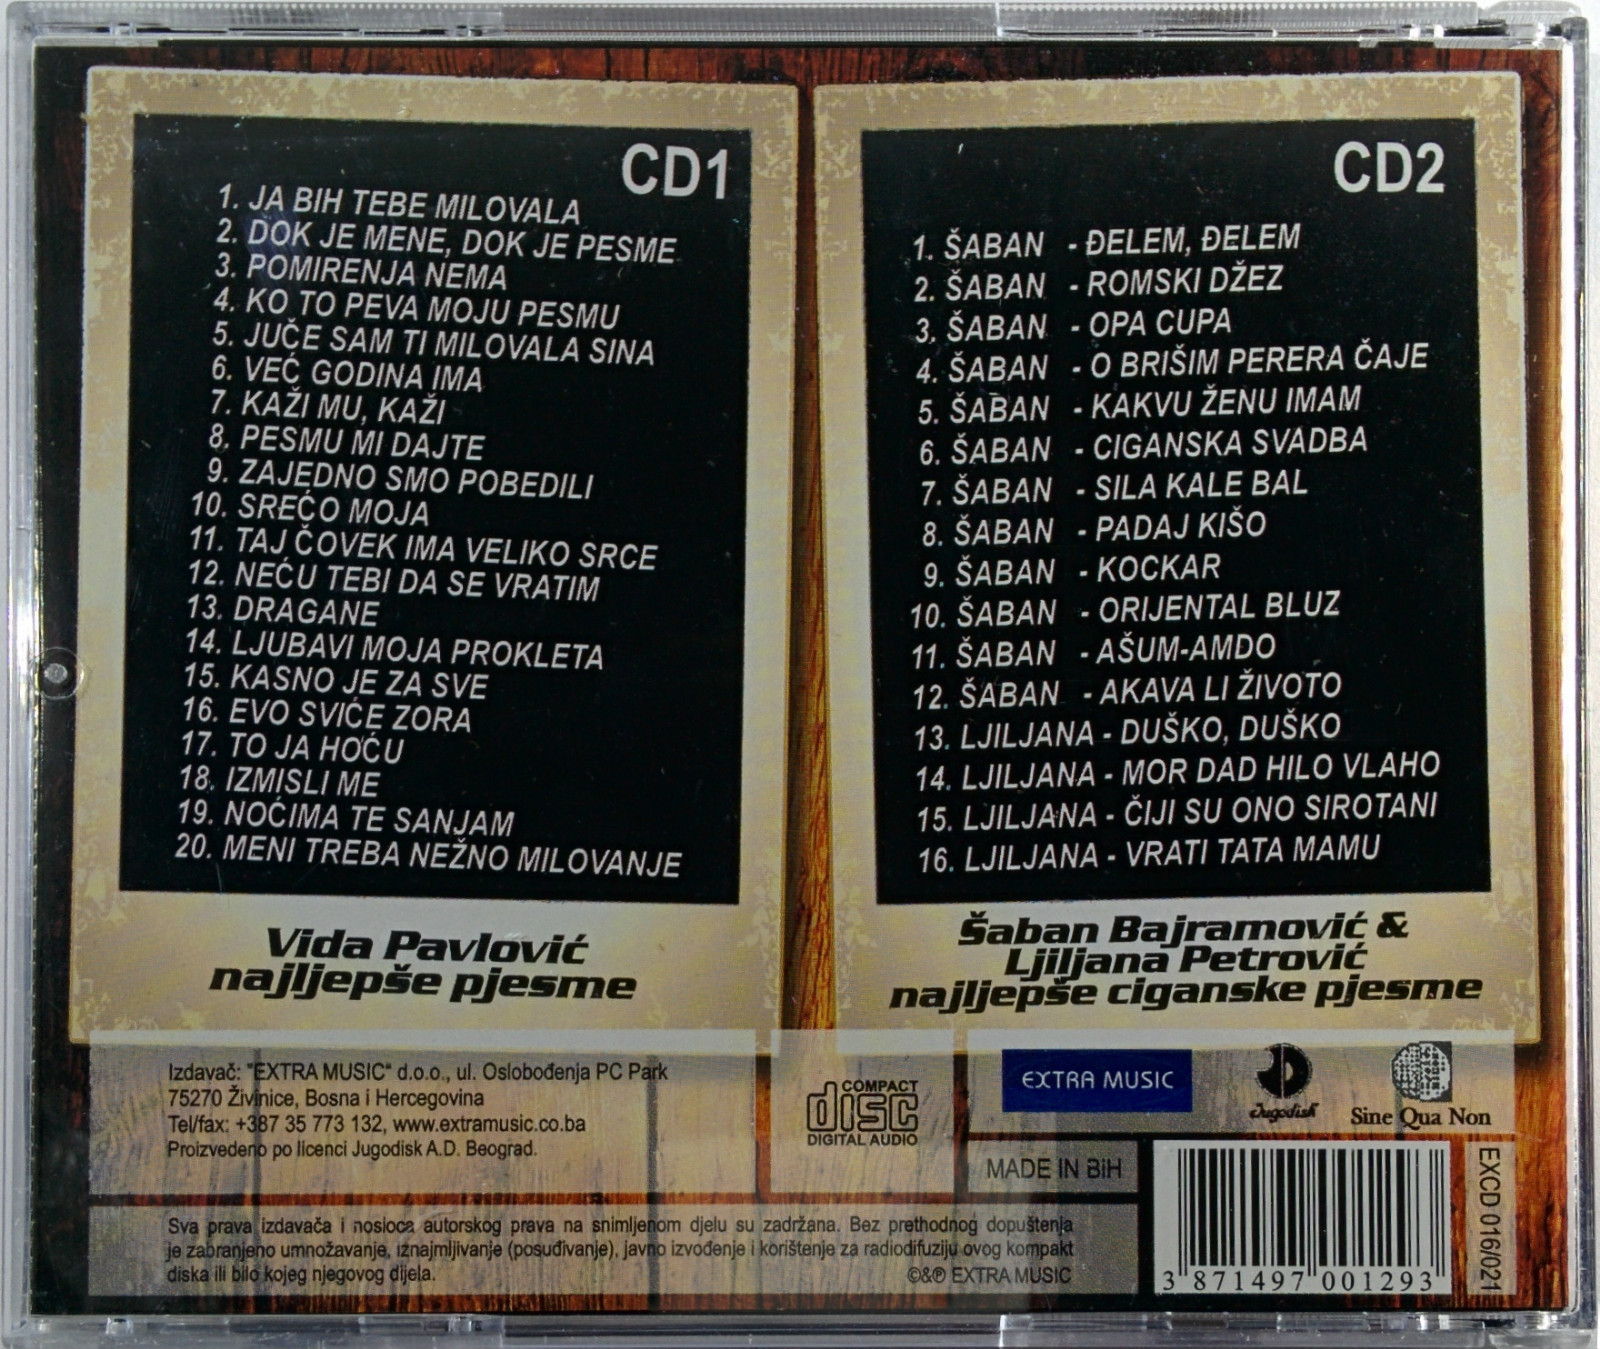 CD1
1. JA BIH TEBE MILOVALA
2. DOK JE MENE, DOK JE PESME
3. POMIRENJA NEMA
4. KO TO PEVA MOJU PESMU
5. JUČE SAM TI MILOVALA SINA
6. VEĆ GODINA IMA
7. KAŽI MU, KAŽI
8. PESMU MI DAJTE
9. ZAJEDNO SMO POBEDILI
10. SREĆO MOJA
11. TAJ ČOVEK IMA VELIKO SRCE
12. NEĆU TEBI DA SE VRATIM
13. DRAGANE
14. LJUBAVI MOJA PROKLETA
15. KASNO JE ZA SVE
16. EVO SVIĆE ZORA
17. TO JA HOĆU
18. IZMISLI ME
19. NOĆIMA TE SANJAM
20. MENI TREBA NEŽNO MILOVANJE
Vida Pavlović
najljepše pjesme
CD2
1. ŠABAN - ĐELEM, ĐELEM
2. ŠABAN - ROMSKI DŽEZ
3. ŠABAN - OPA CUPA
4. ŠABAN - O BRIŠIM PERERA ČAJE
5. ŠABAN - KAKVU ŽENU IMAM
6. ŠABAN - CIGANSKA SVADBA
7. ŠABAN - SILA KALE BAL
8. ŠABAN - PADAJ KIŠO
9. ŠABAN - KOCKAR
10. ŠABAN - ORIJENTAL BLUZ
11. ŠABAN - AŠUM-AMDO
12. ŠABAN - AKAVA LI ŽIVOTO
13. LJILJANA - DUŠKO, DUŠKO
14. LJILJANA - MOR DAD HILO VLAHO
15. LJILJANA - ČIJI SU ONO SIROTANI
16. LJILJANA - VRATI TATA MAMU
Šaban Bajramović &
Ljiljana Petrović
najljepše ciganske pjesme
Izdavač: "EXTRA MUSIC" d.o.o., ul. Oslobođenja PC Park
75270 Živinice, Bosna i Hercegovina
Tel/fax: +387 35 773 132, www.extramusic.co.ba
Proizvedeno po licenci Jugodisk A.D. Beograd.
COMPACT
disc
DIGITAL AUDIO
EXTRA MUSIC
Jugodisk
Sine Qua Non
MADE IN BiH
Sva prava izdavača i nosioca autorskog prava na snimljenom djelu su zadržana. Bez prethodnog dopuštenja
je zabranjeno umnožavanje, iznajmljivanje (posuđivanje), javno izvođenje i korištenje za radiodifuziju ovog kompakt
diska ili bilo kojeg njegovog dijela.
©&℗ EXTRA MUSIC
3 871497 001293
EXCD 016/021